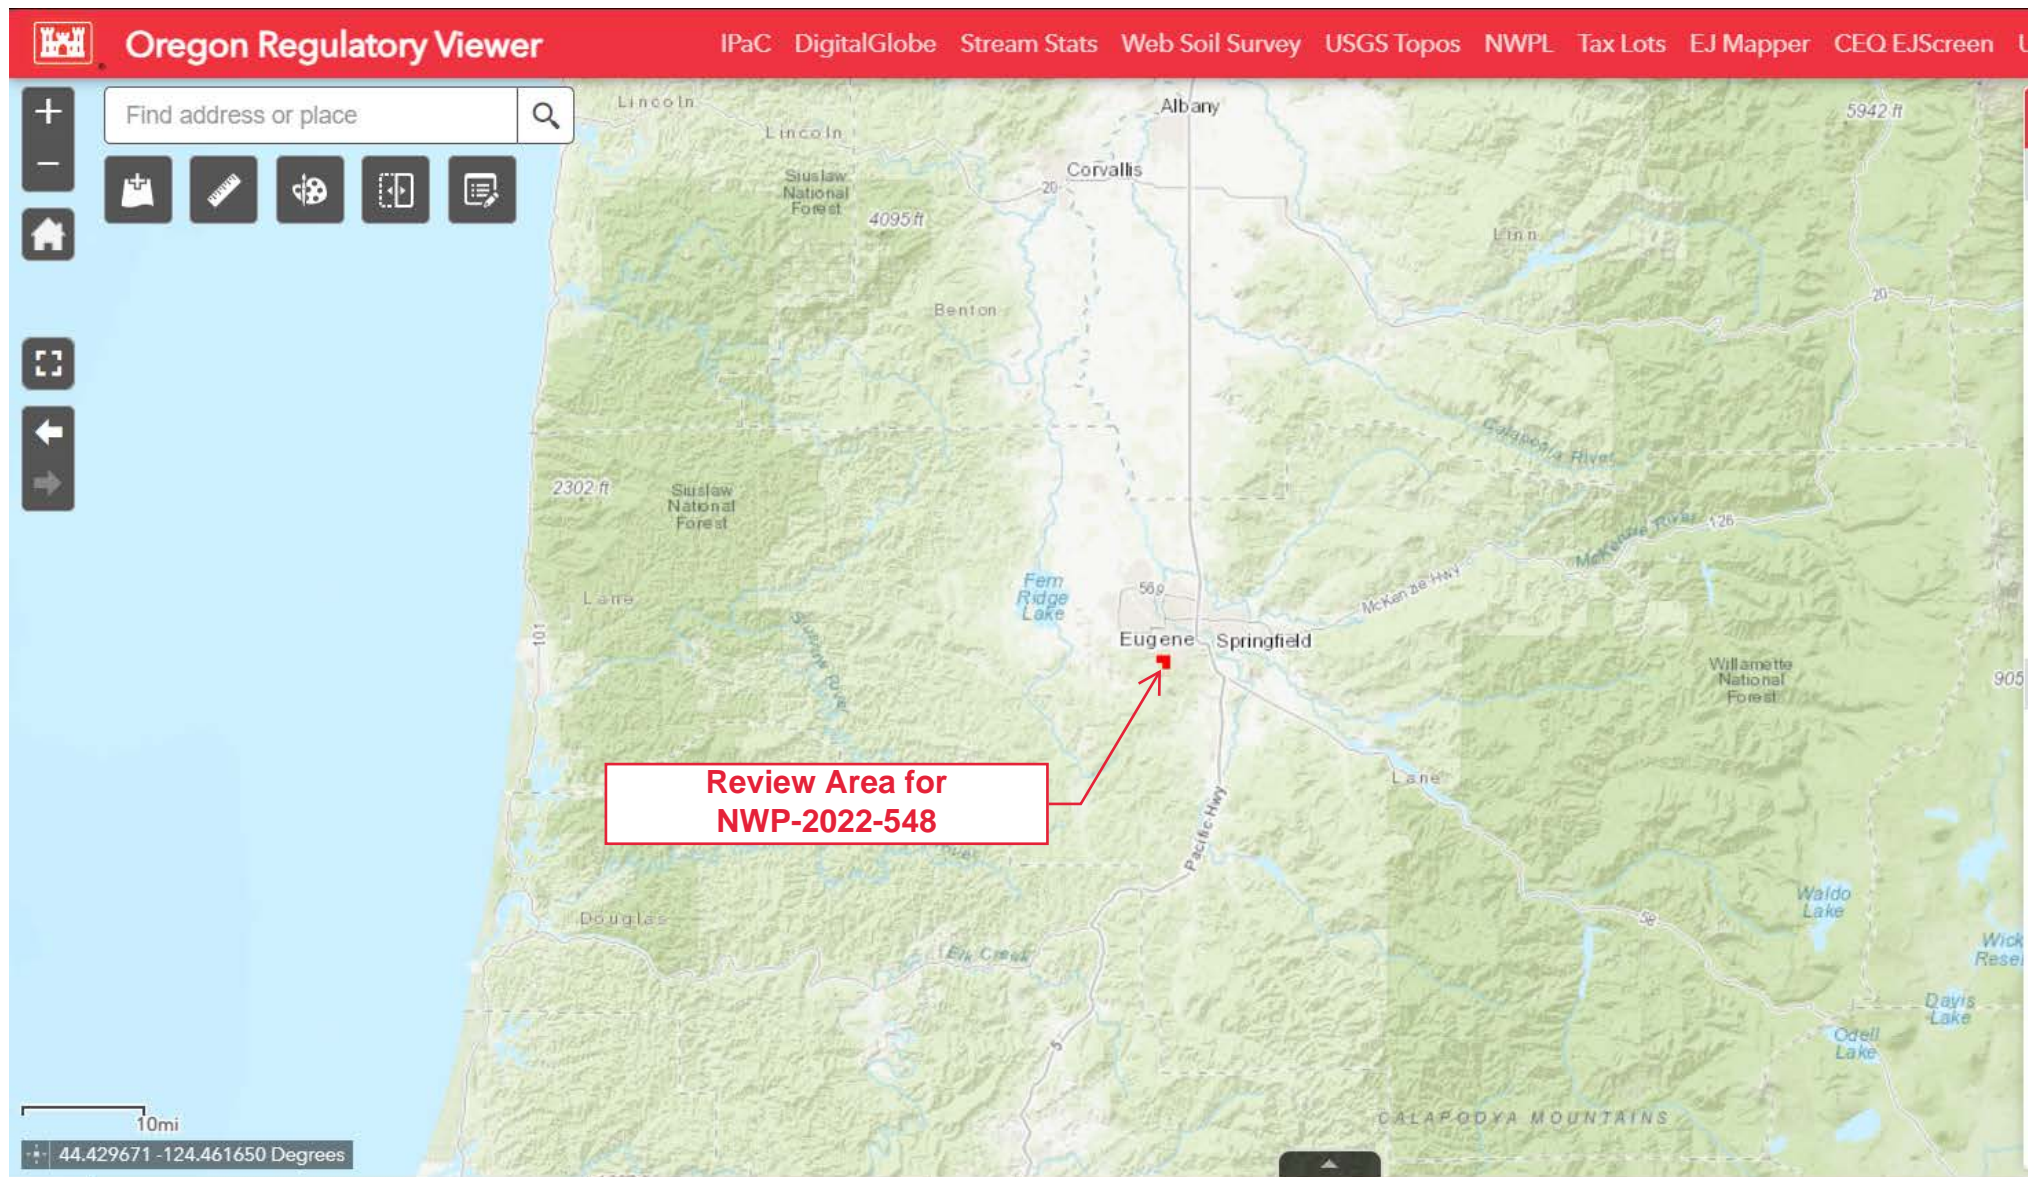 Oregon Regulatory Viewer
IPaC DigitalGlobe Stream Stats Web Soil Survey USGS Topos NWPL Tax Lots EJ Mapper CEQ EJScreen
Find address or place
Lincoln
Lincoln
Albany
5942 ft
Corvallis
20
Siuslaw
National
Forest
4095 ft
Linn
20
Benton
Calapooia River
2302 ft
Siuslaw
National
Forest
McKenzie River
126
Fern
Ridge
Lake
569
McKenzie Hwy
Lane
101
Siuslaw River
Eugene
Springfield
Willamette
National
Forest
905
Review Area for
NWP-2022-548
Lane
Pacific Hwy
Waldo
Lake
Douglas
58
Elk Creek
Wick
Reser
Davis
Lake
Odell
Lake
5
CALAPOOYA MOUNTAINS
10mi
44.429671 -124.461650 Degrees